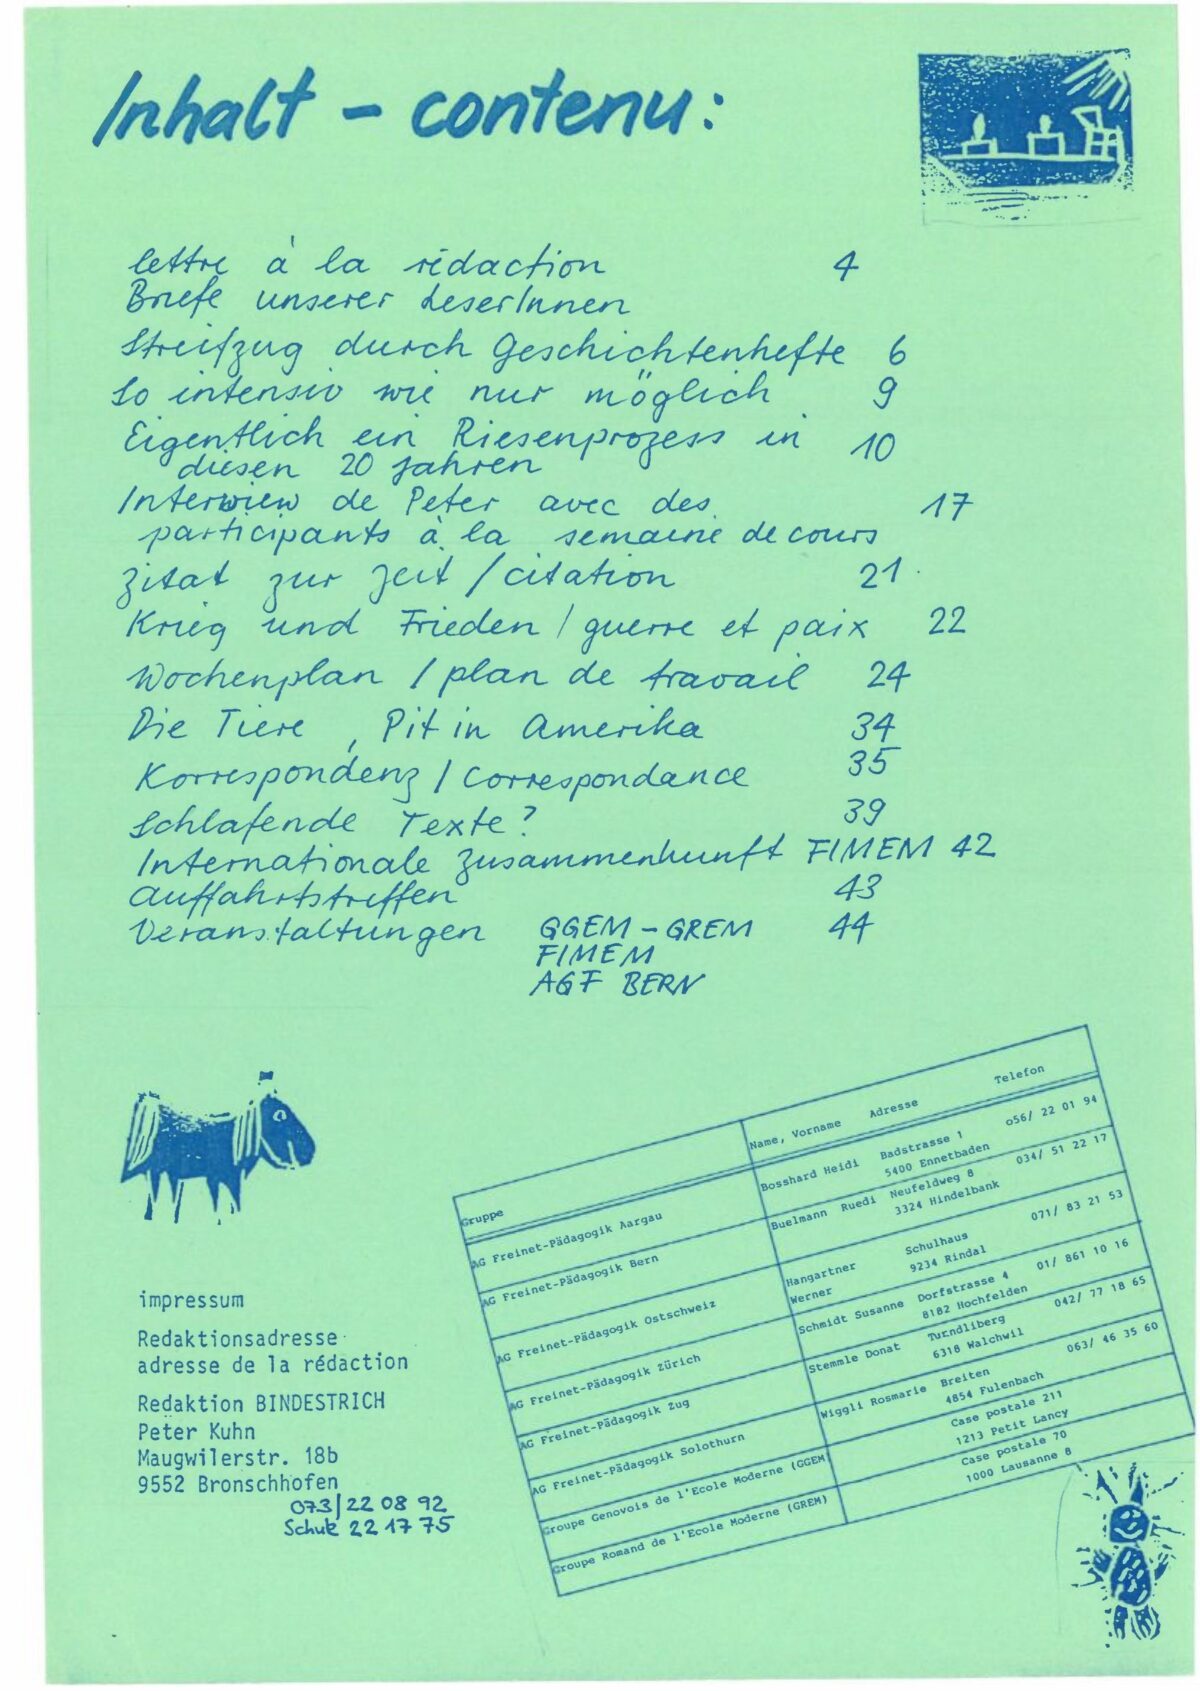 Inhalt – contenu:
lettre à la rédaction 4
Briefe unserer LeserInnen
Streifzug durch Geschichtenhefte 6
So intensiv wie nur möglich 9
Eigentlich ein Riesenprozess in 10
diesen 20 Jahren
Interwiew de Peter avec des 17
participants à la semaine de cours
Zitat zur Zeit / citation 21
Krieg und Frieden / guerre et paix 22
Wochenplan / plan de travail 24
Die Tiere , Pit in Amerika 34
Korrespondenz / Correspondance 35
Schlafende Texte? 39
Internationale Zusammenkunft FIMEM 42
Auffahrtstreffen 43
Veranstaltungen GGEM – GREM 44
FIMEM
AGF BERN
impressum
Redaktionsadresse
adresse de la rédaction
Redaktion BINDESTRICH
Peter Kuhn
Maugwilerstr. 18b
9552 Bronschhofen
073/22 08 92
Schule 22 17 75
Gruppe Name, Vorname Adresse Telefon
AG Freinet-Pädagogik Aargau Bosshard Heidi Badstrasse 1 056/ 22 01 94
5400 Ennetbaden
AG Freinet-Pädagogik Bern Buelmann Ruedi Neufeldweg 8 034/ 51 22 17
3324 Hindelbank
AG Freinet-Pädagogik Ostschweiz Hangartner Schulhaus 071/ 83 21 53
Werner 9234 Rindal
AG Freinet-Pädagogik Zürich Schmidt Susanne Dorfstrasse 4 01/ 861 10 16
8182 Hochfelden
AG Freinet-Pädagogik Zug Stemmle Donat Turndliberg 042/ 77 18 65
6318 Walchwil
AG Freinet-Pädagogik Solothurn Wiggli Rosmarie Breiten 063/ 46 35 60
4854 Fulenbach
Groupe Genovois de l'Ecole Moderne (GGEM) Case postale 211
1213 Petit Lancy
Groupe Romand de l'Ecole Moderne (GREM) Case postale 70
1000 Lausanne 8